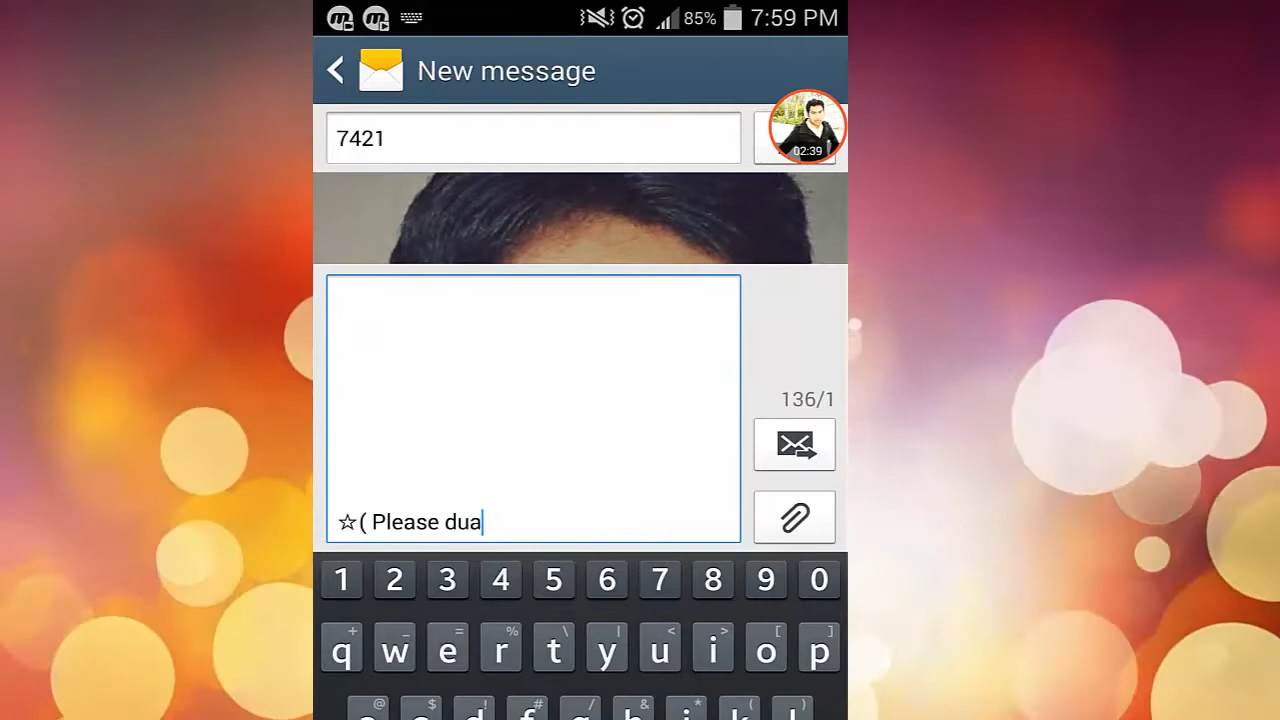 85% 7:59 PM
New message
7421
02:39
136/1
☆( Please dua
1 2 3 4 5 6 7 8 9 0
+ _ = % \ | < > [ ]
q w e r t y u i o p
@ $ ! # / & * ( )